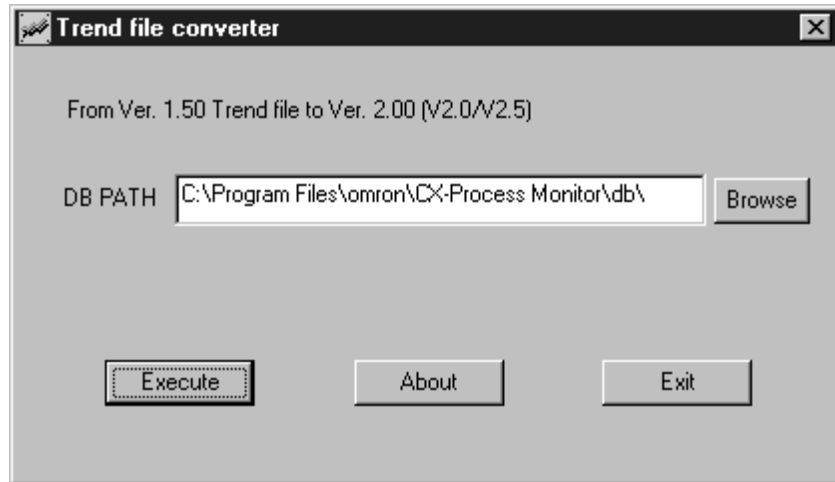 Trend file converter
From Ver. 1.50 Trend file to Ver. 2.00 (V2.0/V2.5)
DB PATH C:\Program Files\omron\CX-Process Monitor\db\ Browse
Execute About Exit